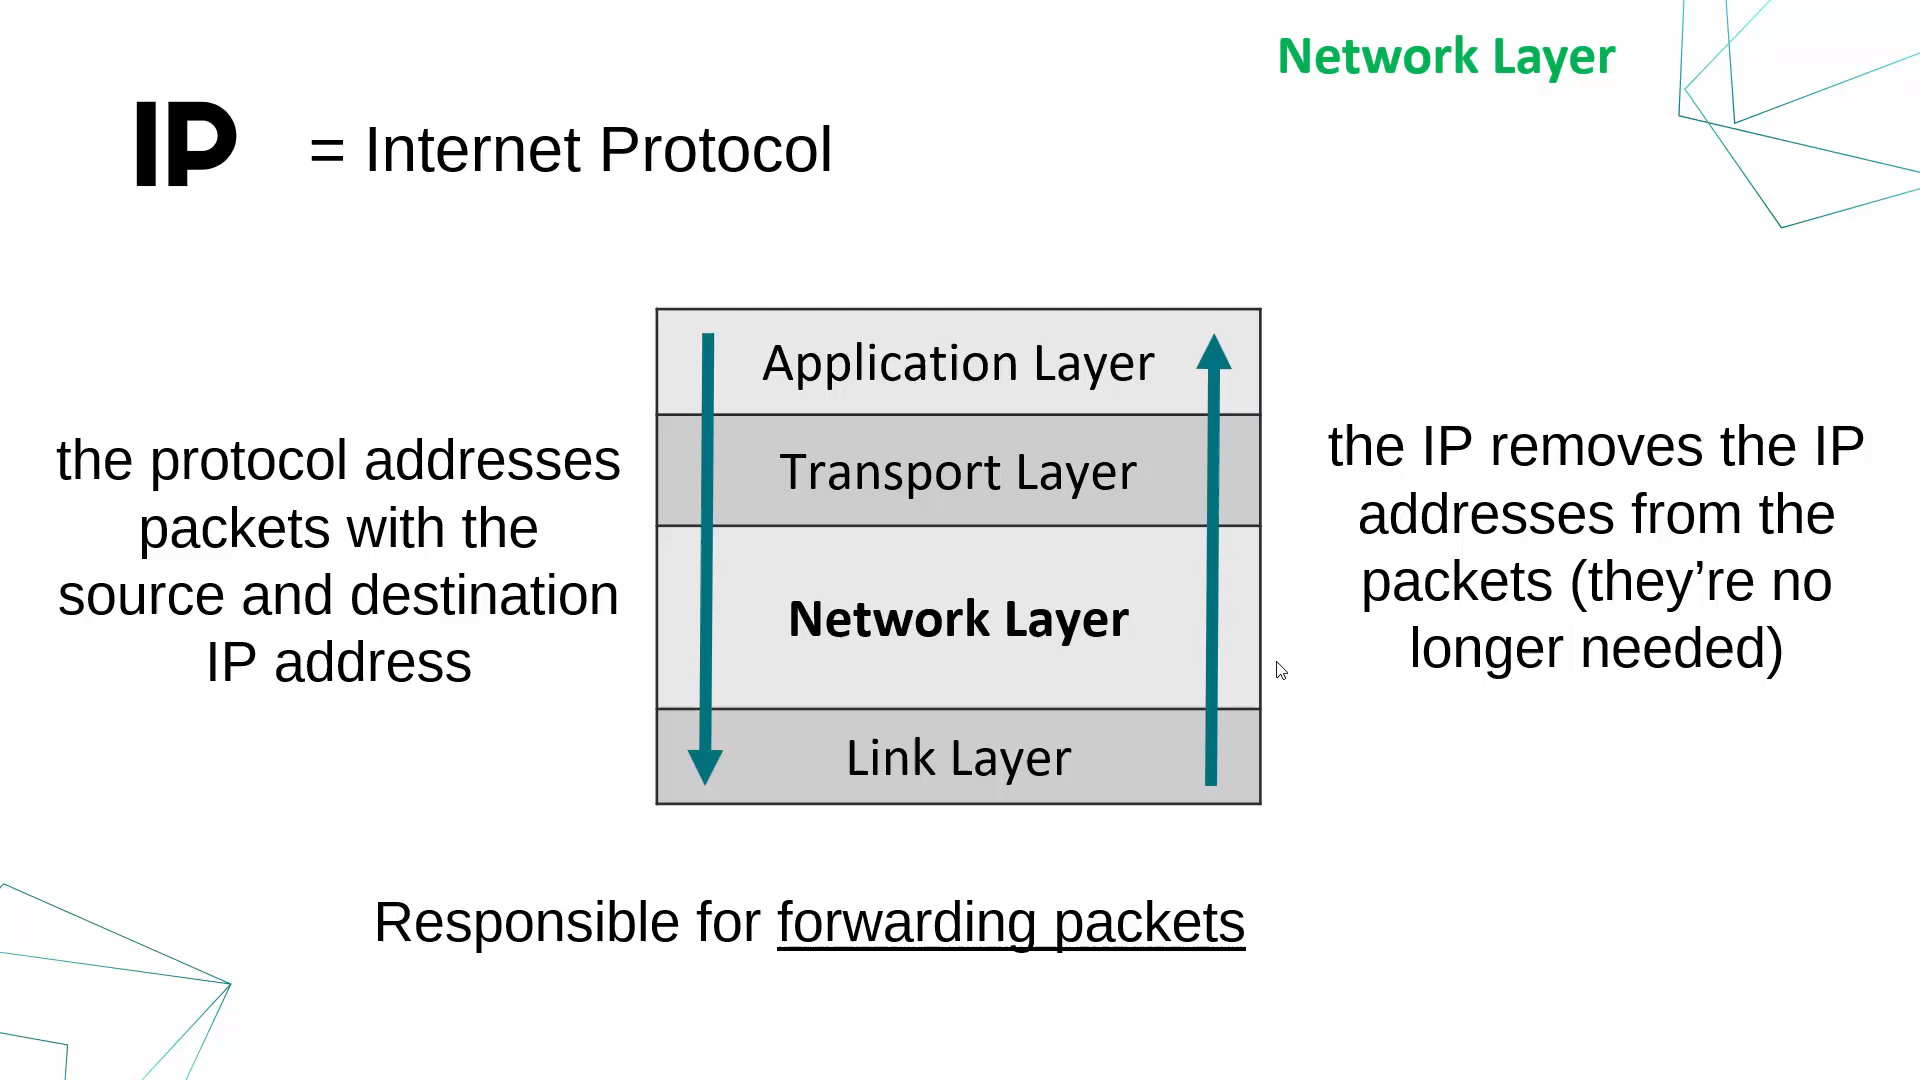 Network Layer
IP = Internet Protocol
Application Layer
Transport Layer
Network Layer
Link Layer
the protocol addresses
packets with the
source and destination
IP address
the IP removes the IP
addresses from the
packets (they’re no
longer needed)
Responsible for forwarding packets